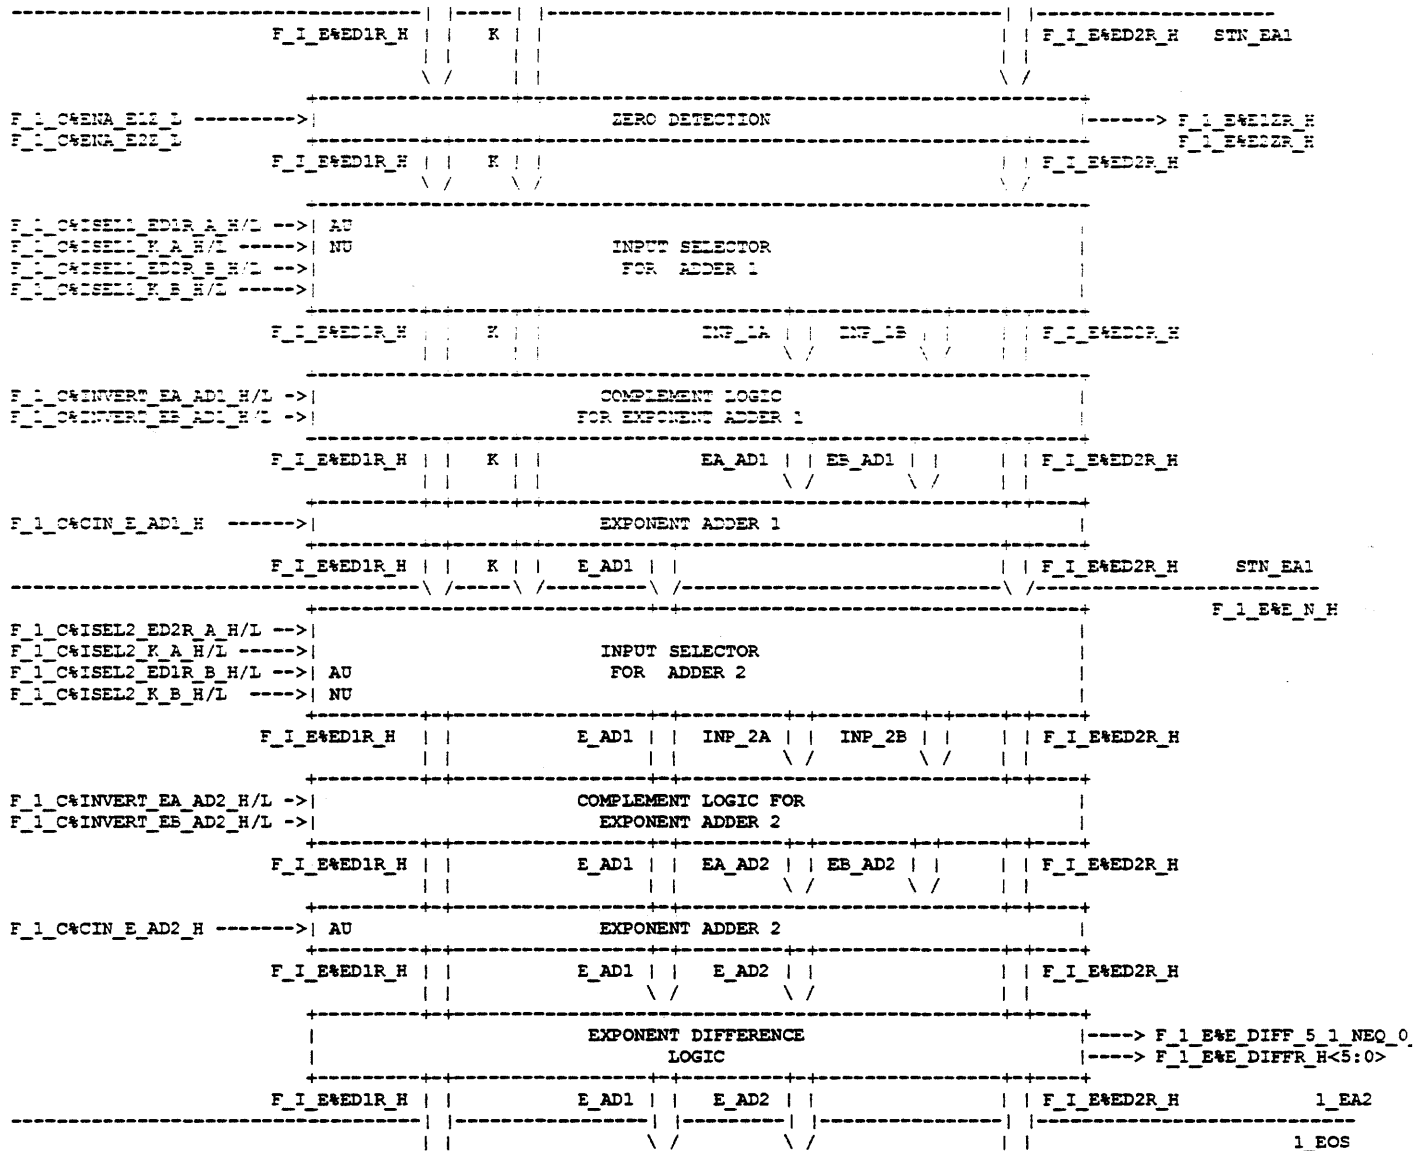 F_I_E%ED1R_H K F_I_E%ED2R_H STN_EA1
F_1_C%ENA_E1Z_L ZERO DETECTION F_1_E%E1ZR_H
F_1_C%ENA_E2Z_L F_1_E%E2ZR_H
F_I_E%ED1R_H K F_I_E%ED2R_H
F_1_C%ISEL1_ED1R_A_H/L --> AU
F_1_C%ISEL1_K_A_H/L -----> NU INPUT SELECTOR
F_1_C%ISEL1_ED2R_B_H/L --> FOR ADDER 1
F_1_C%ISEL1_K_B_H/L ----->
F_I_E%ED1R_H K INP_1A INP_1B F_I_E%ED2R_H
F_1_C%INVERT_EA_AD1_H/L -> COMPLEMENT LOGIC
F_1_C%INVERT_EB_AD1_H/L -> FOR EXPONENT ADDER 1
F_I_E%ED1R_H K EA_AD1 EB_AD1 F_I_E%ED2R_H
F_1_C%CIN_E_AD1_H ------> EXPONENT ADDER 1
F_I_E%ED1R_H K E_AD1 F_I_E%ED2R_H STN_EA1
F_1_E%E_N_H
F_1_C%ISEL2_ED2R_A_H/L -->
F_1_C%ISEL2_K_A_H/L -----> INPUT SELECTOR
F_1_C%ISEL2_ED1R_B_H/L --> AU FOR ADDER 2
F_1_C%ISEL2_K_B_H/L ----> NU
F_I_E%ED1R_H E_AD1 INP_2A INP_2B F_I_E%ED2R_H
F_1_C%INVERT_EA_AD2_H/L -> COMPLEMENT LOGIC FOR
F_1_C%INVERT_EB_AD2_H/L -> EXPONENT ADDER 2
F_I_E%ED1R_H E_AD1 EA_AD2 EB_AD2 F_I_E%ED2R_H
F_1_C%CIN_E_AD2_H -------> AU EXPONENT ADDER 2
F_I_E%ED1R_H E_AD1 E_AD2 F_I_E%ED2R_H
EXPONENT DIFFERENCE ----> F_1_E%E_DIFF_5_1_NEQ_0_
LOGIC ----> F_1_E%E_DIFFR_H<5:0>
F_I_E%ED1R_H E_AD1 E_AD2 F_I_E%ED2R_H 1_EA2
1_EOS